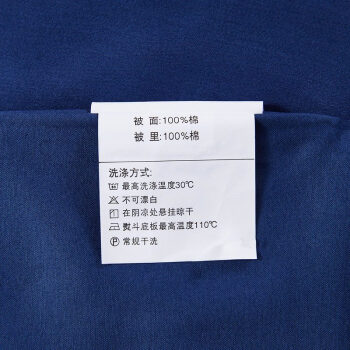 被 面:100%棉
被 里:100%棉
洗涤方式:
最高洗涤温度30℃
不可漂白
在阴凉处悬挂晾干
熨斗底板最高温度110℃
Ⓟ 常规干洗